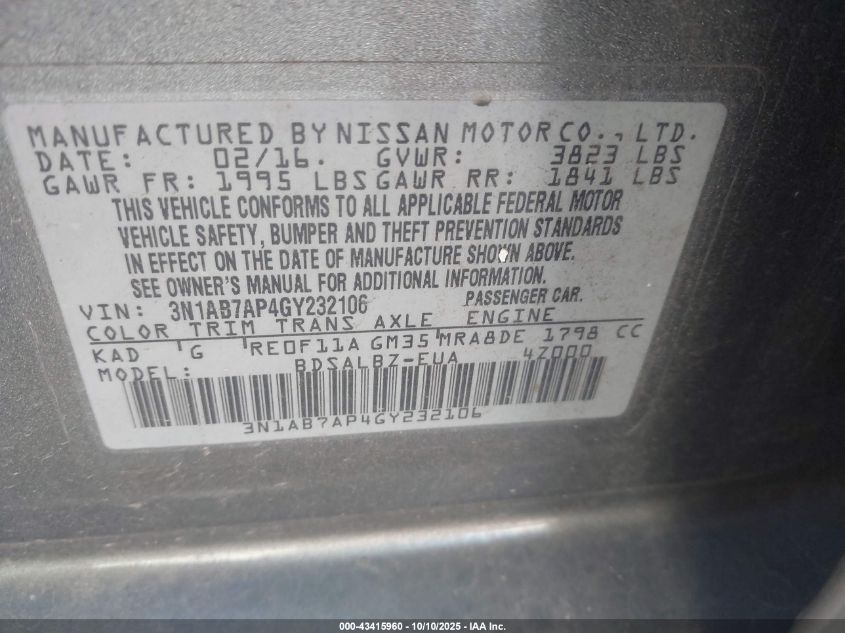 MANUFACTURED BY NISSAN MOTOR CO., LTD.
DATE: 02/16. GVWR: 3823 LBS
GAWR FR: 1995 LBS GAWR RR: 1841 LBS
THIS VEHICLE CONFORMS TO ALL APPLICABLE FEDERAL MOTOR
VEHICLE SAFETY, BUMPER AND THEFT PREVENTION STANDARDS
IN EFFECT ON THE DATE OF MANUFACTURE SHOWN ABOVE.
SEE OWNER'S MANUAL FOR ADDITIONAL INFORMATION.
VIN: 3N1AB7AP4GY232106 PASSENGER CAR.
COLOR TRIM TRANS AXLE ENGINE
KAD G RE0F11A GM35 MRA8DE 1798 CC
MODEL: BDSALBZ-EUA 4Z000
3N1AB7AP4GY232106
000-43415960 - 10/10/2025 - IAA Inc.